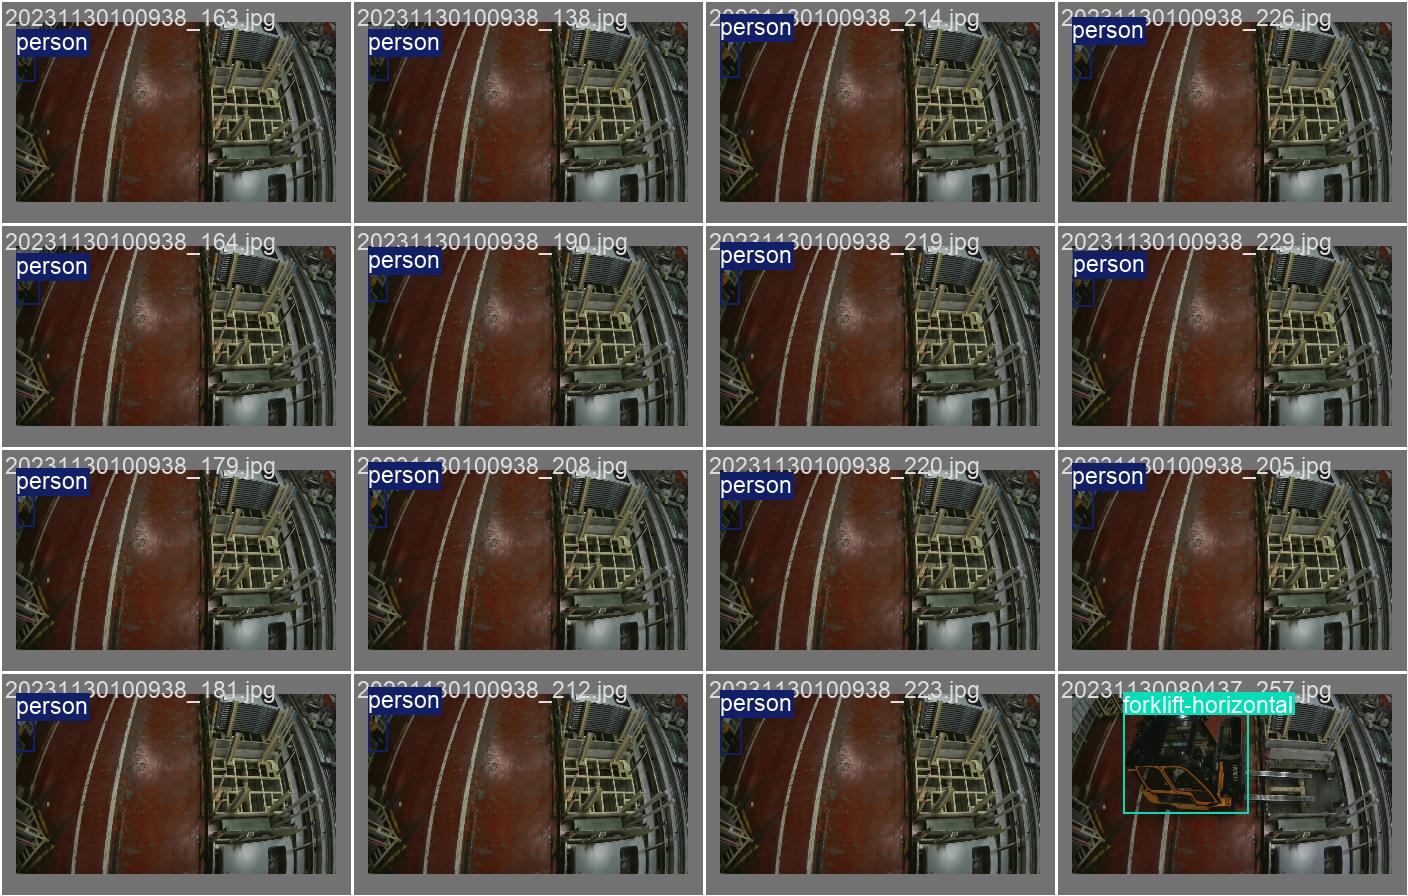 20231130100938_163.jpg
person
20231130100938_138.jpg
person
20231130100938_214.jpg
person
20231130100938_226.jpg
person
20231130100938_164.jpg
person
20231130100938_190.jpg
person
20231130100938_219.jpg
person
20231130100938_229.jpg
person
20231130100938_179.jpg
person
20231130100938_208.jpg
person
20231130100938_220.jpg
person
20231130100938_205.jpg
person
20231130100938_181.jpg
person
20231130100938_212.jpg
person
20231130100938_223.jpg
person
20231130080437_257.jpg
forklift-horizontal